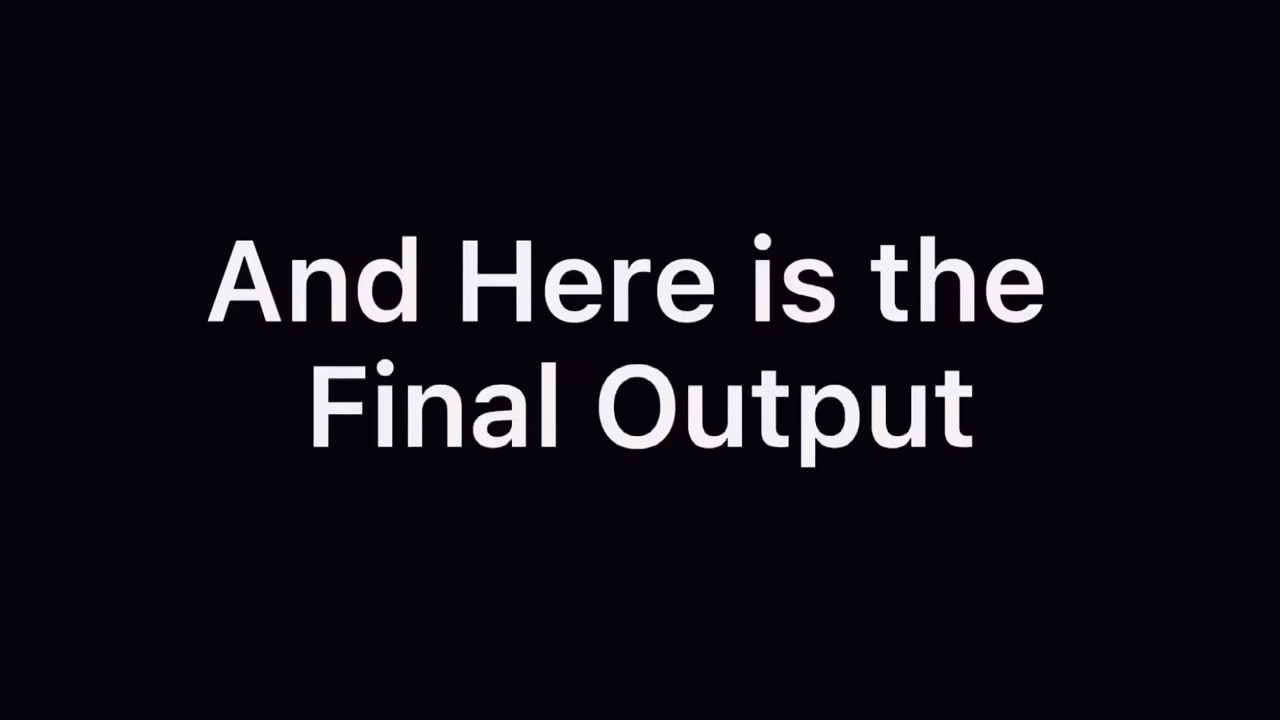 And Here is the
Final Output